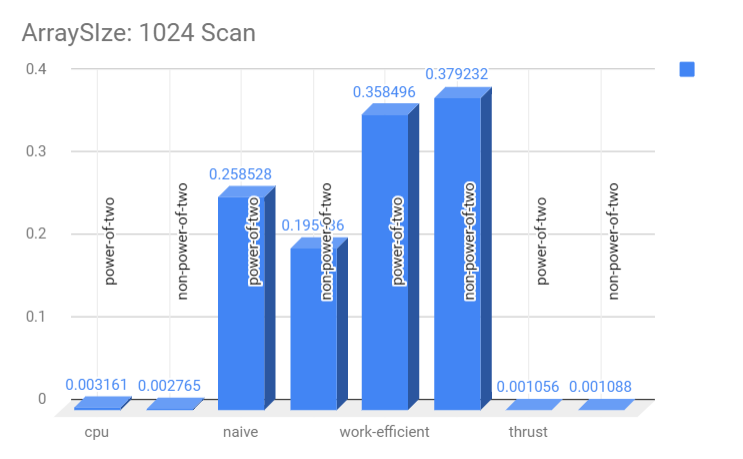 ArraySIze: 1024 Scan
0.4
0.3
0.2
0.1
0
0.003161
0.002765
0.258528
0.358496
0.379232
0.001056
0.001088
power-of-two
non-power-of-two
power-of-two
non-power-of-two
power-of-two
non-power-of-two
power-of-two
non-power-of-two
cpu
naive
work-efficient
thrust